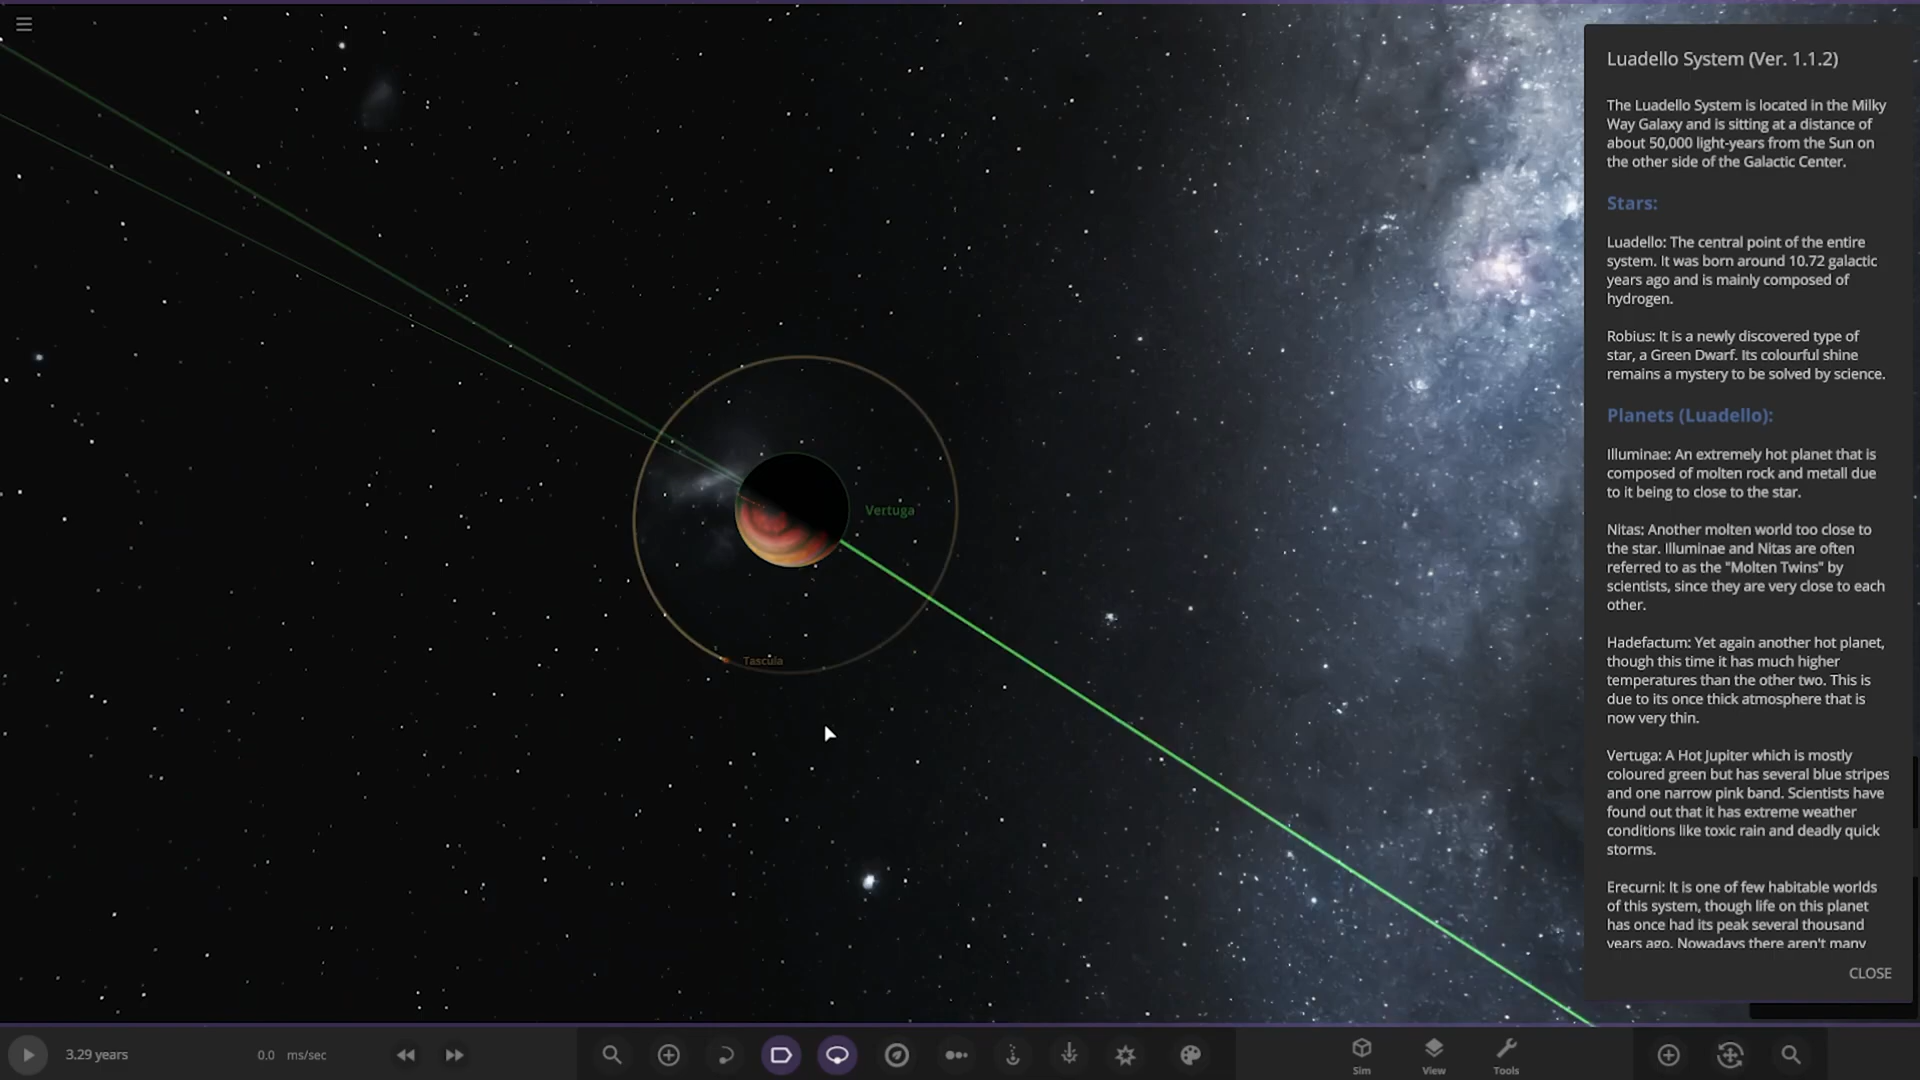 Luadello System (Ver. 1.1.2)
The Luadello System is located in the Milky
Way Galaxy and is sitting at a distance of
about 50,000 light-years from the Sun on
the other side of the Galactic Center.
Stars:
Luadello: The central point of the entire
system. It was born around 10.72 galactic
years ago and is mainly composed of
hydrogen.
Robius: It is a newly discovered type of
star, a Green Dwarf. Its colourful shine
remains a mystery to be solved by science.
Planets (Luadello):
Illuminae: An extremely hot planet that is
composed of molten rock and metall due
to it being to close to the star.
Nitas: Another molten world too close to
the star. Illuminae and Nitas are often
referred to as the "Molten Twins" by
scientists, since they are very close to each
other.
Hadefactum: Yet again another hot planet,
though this time it has much higher
temperatures than the other two. This is
due to its once thick atmosphere that is
now very thin.
Vertuga: A Hot Jupiter which is mostly
coloured green but has several blue stripes
and one narrow pink band. Scientists have
found out that it has extreme weather
conditions like toxic rain and deadly quick
storms.
Erecurni: It is one of few habitable worlds
of this system, though life on this planet
has once had its peak several thousand
years ago. Nowadays there aren't many
CLOSE
Vertuga
Tascula
3.29 years
0.0 ms/sec
Sim
View
Tools